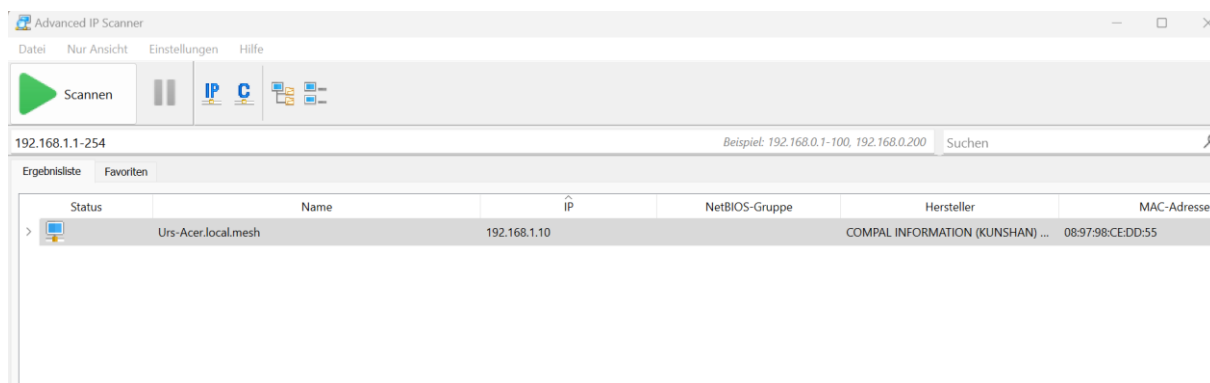 Advanced IP Scanner
Datei Nur Ansicht Einstellungen Hilfe
Scannen IP C
192.168.1.1-254 Beispiel: 192.168.0.1-100, 192.168.0.200 Suchen
Ergebnisliste Favoriten
Status Name IP NetBIOS-Gruppe Hersteller MAC-Adresse
Urs-Acer.local.mesh 192.168.1.10 COMPAL INFORMATION (KUNSHAN) ... 08:97:98:CE:DD:55